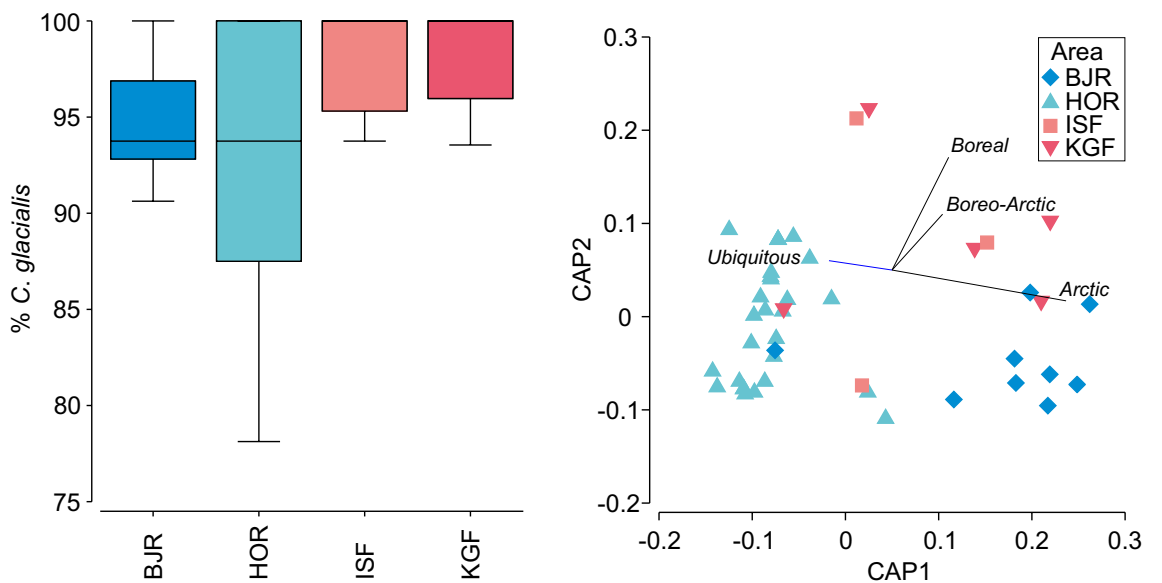 100
95
90
85
80
75
% C. glacialis
BJR
HOR
ISF
KGF
0.3
0.2
0.1
0
-0.1
-0.2
CAP2
-0.2
-0.1
0
0.1
0.2
0.3
CAP1
Area
BJR
HOR
ISF
KGF
Boreal
Boreo-Arctic
Ubiquitous
Arctic